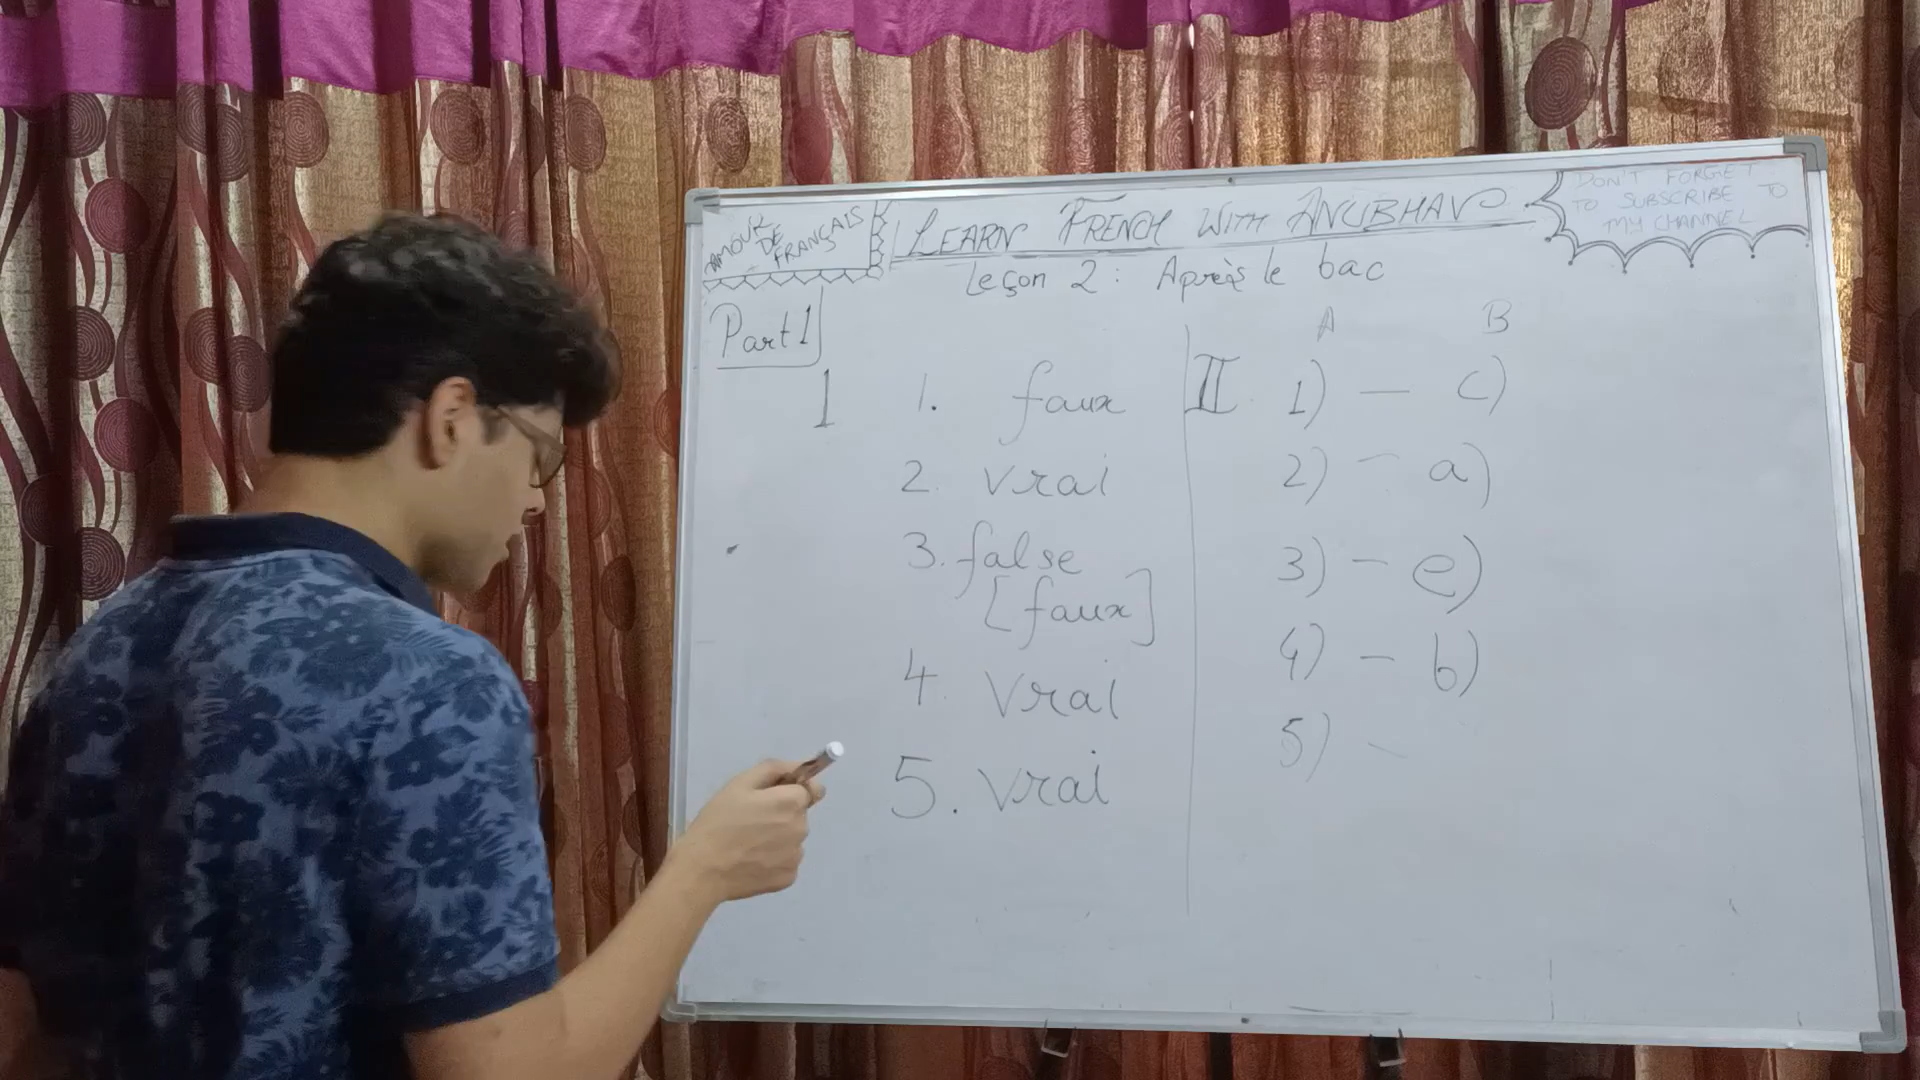 AMOUR
DE
FRANÇAIS
LEARN FRENCH WITH ANUBHAV
DON'T FORGET
TO SUBSCRIBE TO
MY CHANNEL
Leçon 2 : Après le bac
Part 1
I
1. faux
2. vrai
3. false
[faux]
4. vrai
5. vrai
A B
II 1) — c)
2) — a)
3) — e)
4) — b)
5) —